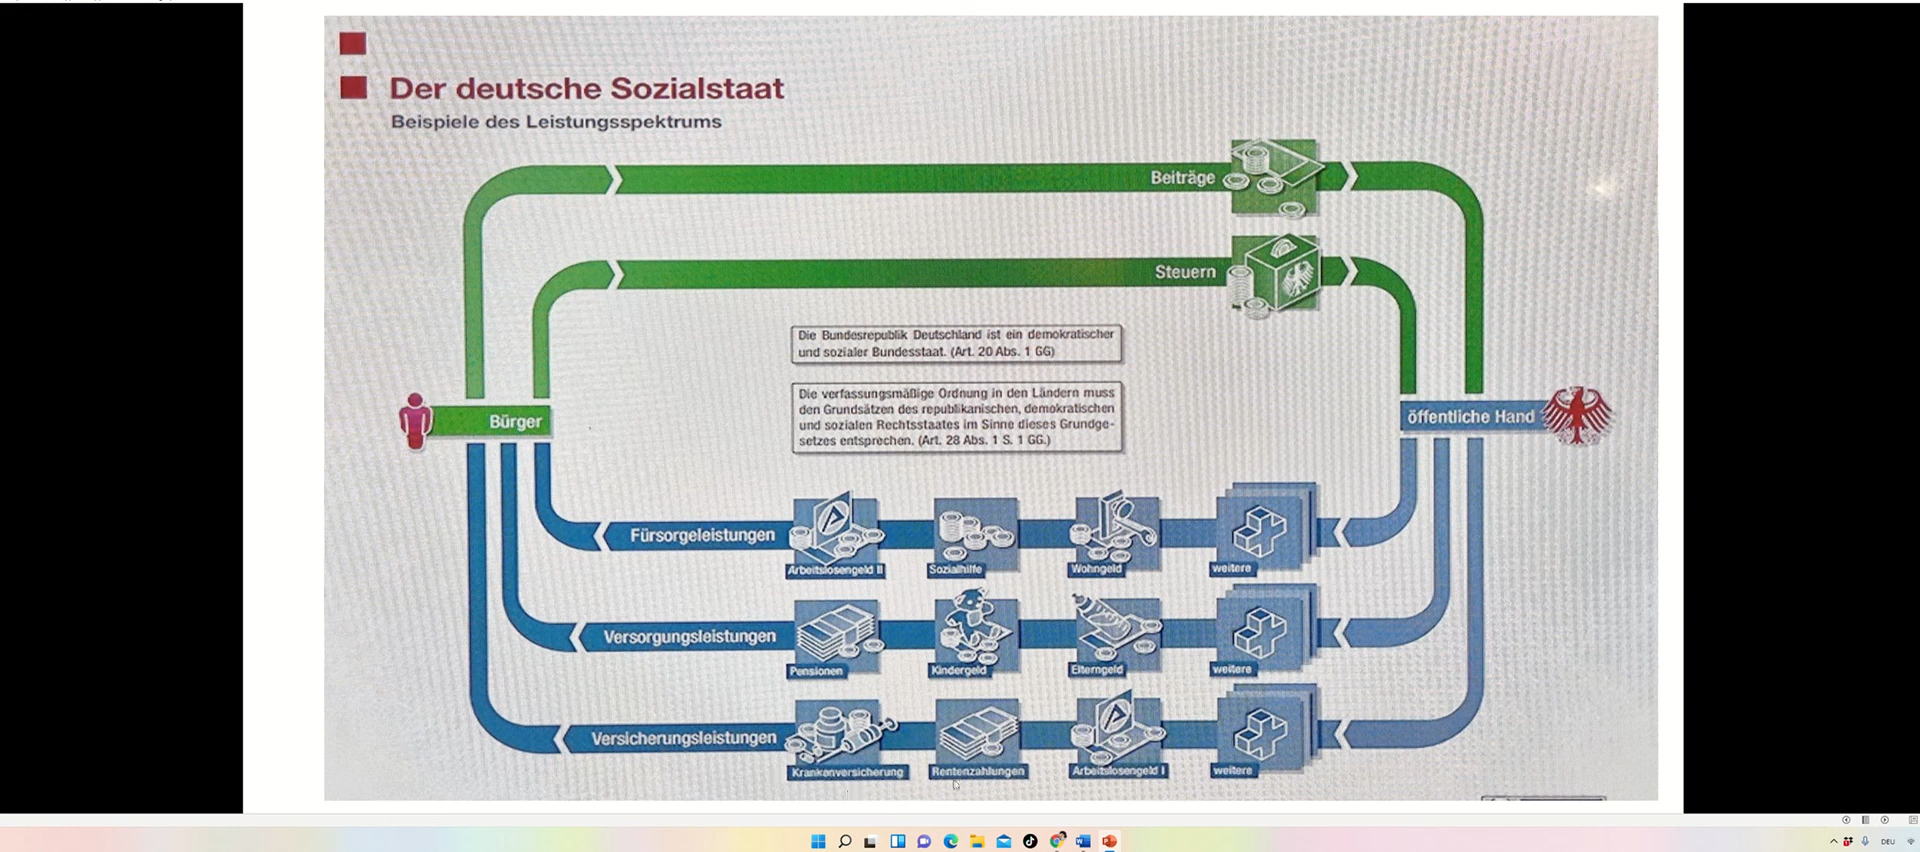 Der deutsche Sozialstaat
Beispiele des Leistungsspektrums
Beiträge
Steuern
Die Bundesrepublik Deutschland ist ein demokratischer
und sozialer Bundesstaat. (Art. 20 Abs. 1 GG)
Die verfassungsmäßige Ordnung in den Ländern muss
den Grundsätzen des republikanischen, demokratischen
und sozialen Rechtsstaates im Sinne dieses Grundge-
setzes entsprechen. (Art. 28 Abs. 1 S. 1 GG.)
Bürger
öffentliche Hand
Fürsorgeleistungen
Arbeitslosengeld II
Sozialhilfe
Wohngeld
weitere
Versorgungsleistungen
Pensionen
Kindergeld
Elterngeld
weitere
Versicherungsleistungen
Krankenversicherung
Rentenzahlungen
Arbeitslosengeld I
weitere
DEU